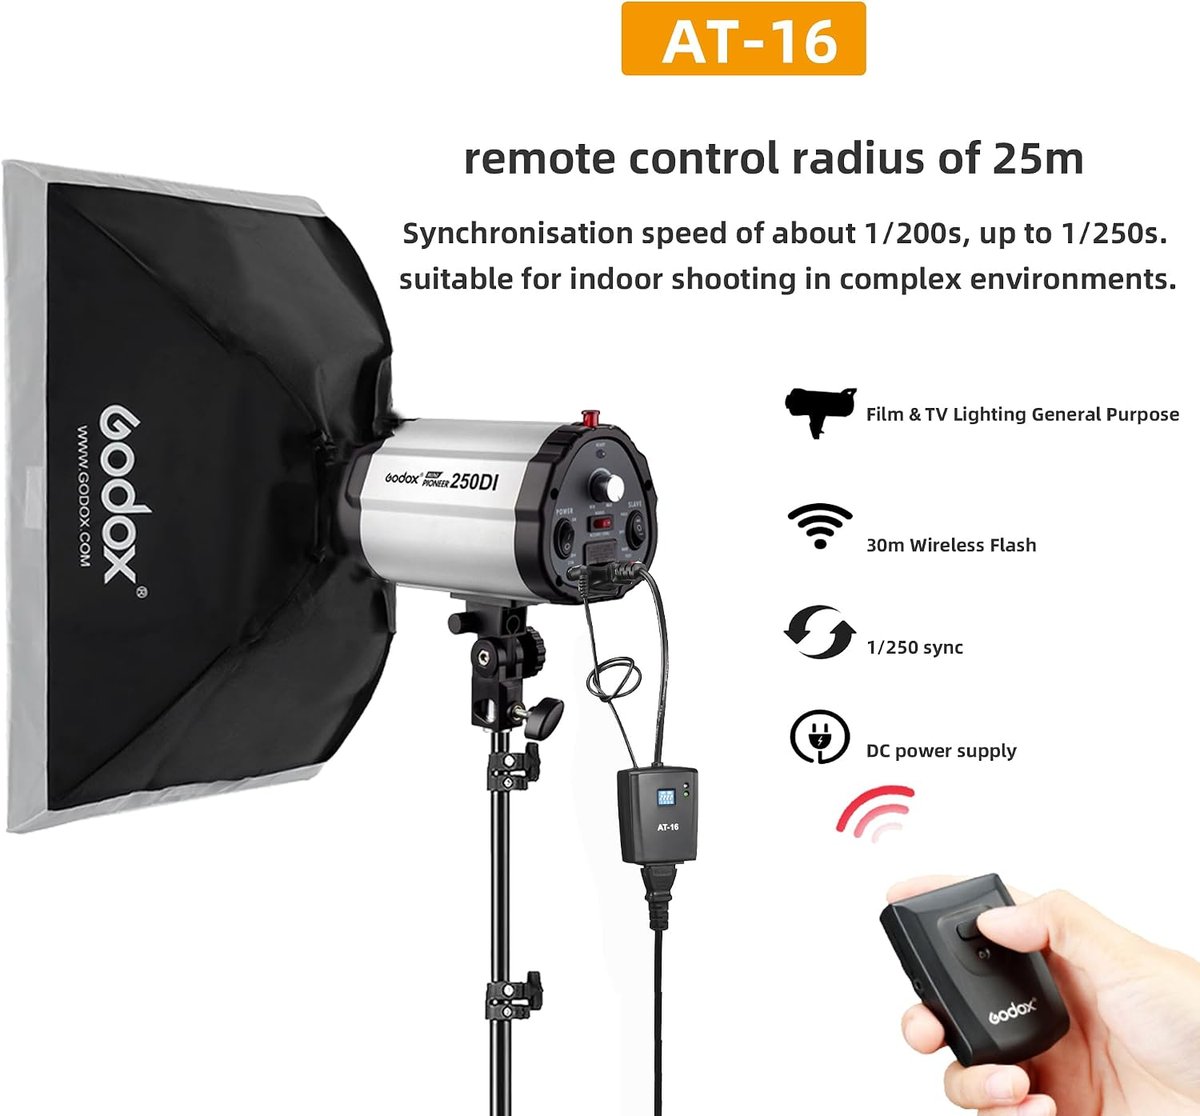 AT-16
remote control radius of 25m
Synchronisation speed of about 1/200s, up to 1/250s.
suitable for indoor shooting in complex environments.
Film & TV Lighting General Purpose
30m Wireless Flash
1/250 sync
DC power supply
Godox®
WWW.GODOX.COM
Godox® MINI PIONEER 250DI
READY
POWER
SLAVE
AT-16
Godox®